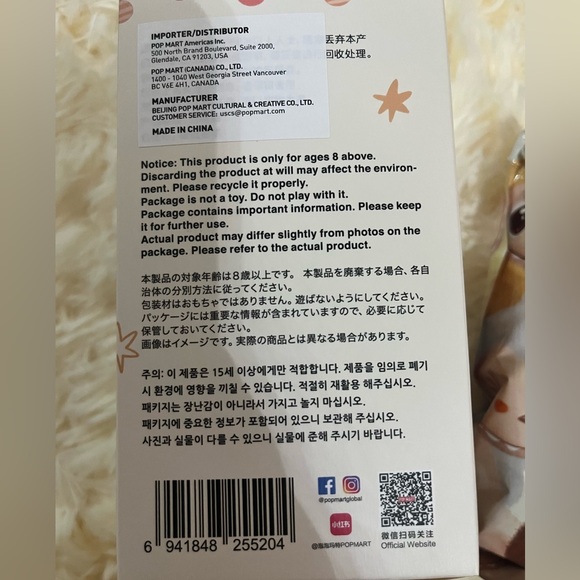 IMPORTER/DISTRIBUTOR
POP MART Americas Inc.
500 North Brand Boulevard, Suite 2000,
Glendale, CA 91203, USA
POP MART (CANADA) CO., LTD.
1400 - 1040 West Georgia Street Vancouver
BC V6E 4H1, CANADA
MANUFACTURER
BEIJING POP MART CULTURAL & CREATIVE CO., LTD.
CUSTOMER SERVICE: uscs@popmart.com
MADE IN CHINA
丢弃本产
回收处理。
Notice: This product is only for ages 8 above.
Discarding the product at will may affect the environ-
ment. Please recycle it properly.
Package is not a toy. Do not play with it.
Package contains important information. Please keep
it for further use.
Actual product may differ slightly from photos on the
package. Please refer to the actual product.
本製品の対象年齢は8歳以上です。 本製品を廃棄する場合、各自
治体の分別方法に従ってください。
包装材はおもちゃではありません。遊ばないようにしてください。
パッケージには重要な情報が含まれていますので、必要に応じて
保管しておいてください。
画像はイメージです。実際の商品とは異なる場合があります。
주의: 이 제품은 15세 이상에게만 적합합니다. 제품을 임의로 폐기
시 환경에 영향을 끼칠 수 있습니다. 적절히 재활용 해주십시오.
패키지는 장난감이 아니라서 가지고 놀지 마십시오.
패키지에 중요한 정보가 포함되어 있으니 보관해 주십시오.
사진과 실물이 다를 수 있으니 실물에 준해 주시기 바랍니다.
@popmartglobal
小红书
@泡泡玛特POPMART
微信扫码关注
Official Website
6 941848 255204